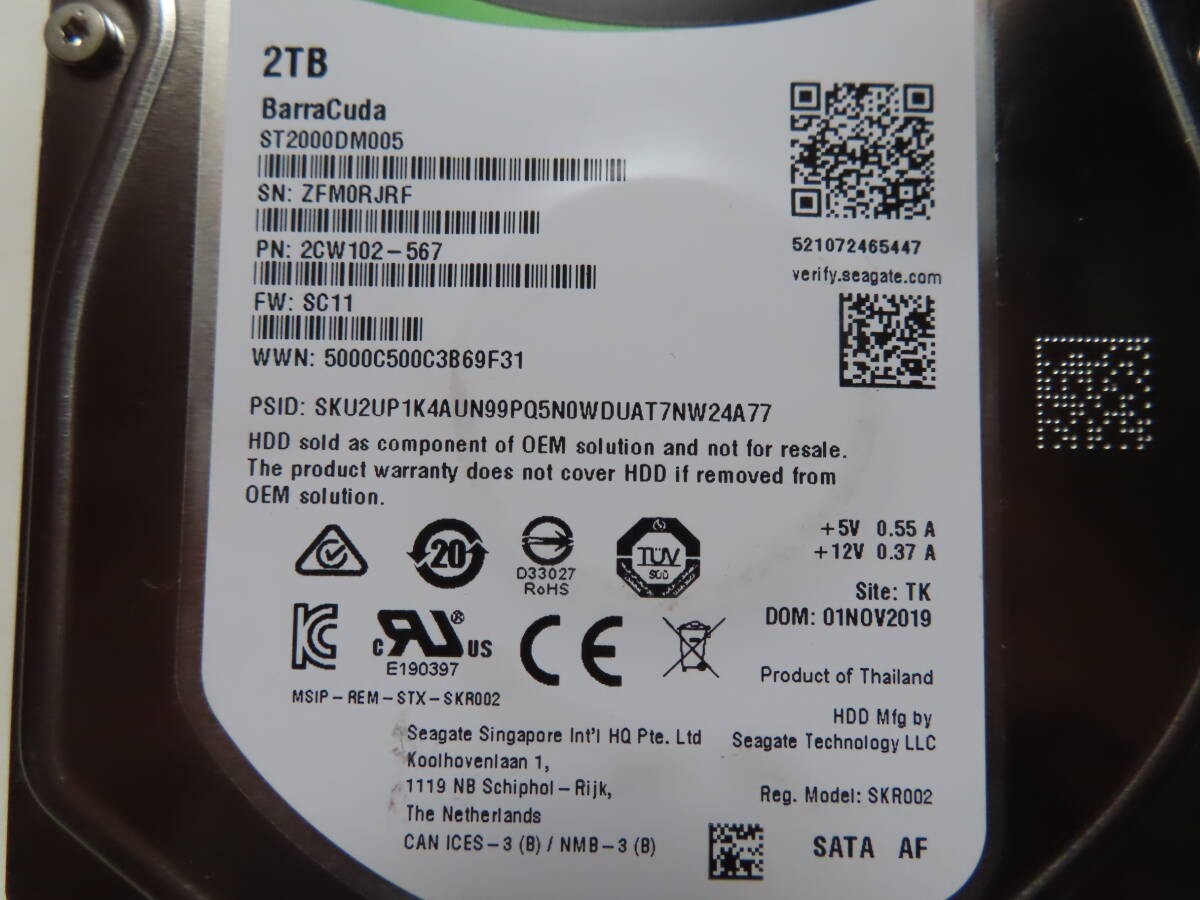 2TB
BarraCuda
ST2000DM005
SN: ZFM0RJRF
PN: 2CW102-567
FW: SC11
WWN: 5000C500C3B69F31
521072465447
verify.seagate.com
PSID: SKU2UP1K4AUN99PQ5N0WDUAT7NW24A77
HDD sold as component of OEM solution and not for resale.
The product warranty does not cover HDD if removed from
OEM solution.
20
D33027
RoHS
TÜV
SÜD
+5V 0.55 A
+12V 0.37 A
Site: TK
DOM: 01NOV2019
c RU ® US
E190397
CE
MSIP-REM-STX-SKR002
Product of Thailand
HDD Mfg by
Seagate Technology LLC
Seagate Singapore Int'l HQ Pte. Ltd
Koolhovenlaan 1,
1119 NB Schiphol-Rijk,
The Netherlands
CAN ICES-3 (B) / NMB-3 (B)
Reg. Model: SKR002
SATA AF